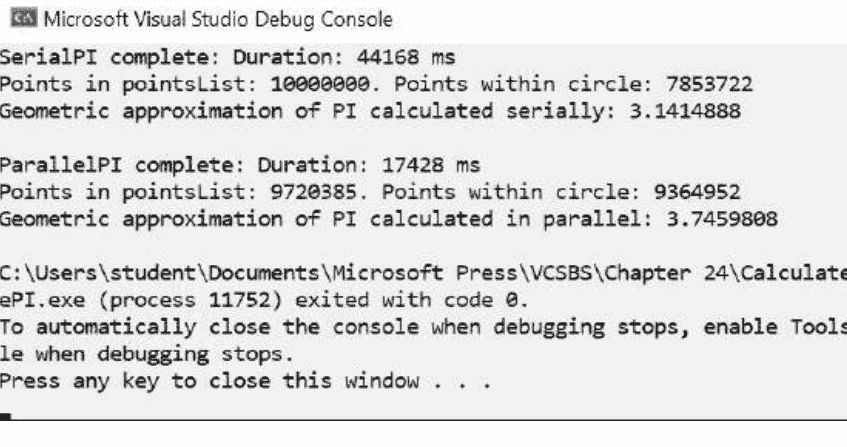 Microsoft Visual Studio Debug Console
SerialPI complete: Duration: 44168 ms
Points in pointsList: 10000000. Points within circle: 7853722
Geometric approximation of PI calculated serially: 3.1414888
ParallelPI complete: Duration: 17428 ms
Points in pointsList: 9720385. Points within circle: 9364952
Geometric approximation of PI calculated in parallel: 3.7459808
C:\Users\student\Documents\Microsoft Press\VCSBS\Chapter 24\Calculate
ePI.exe (process 11752) exited with code 0.
To automatically close the console when debugging stops, enable Tools
le when debugging stops.
Press any key to close this window . . .